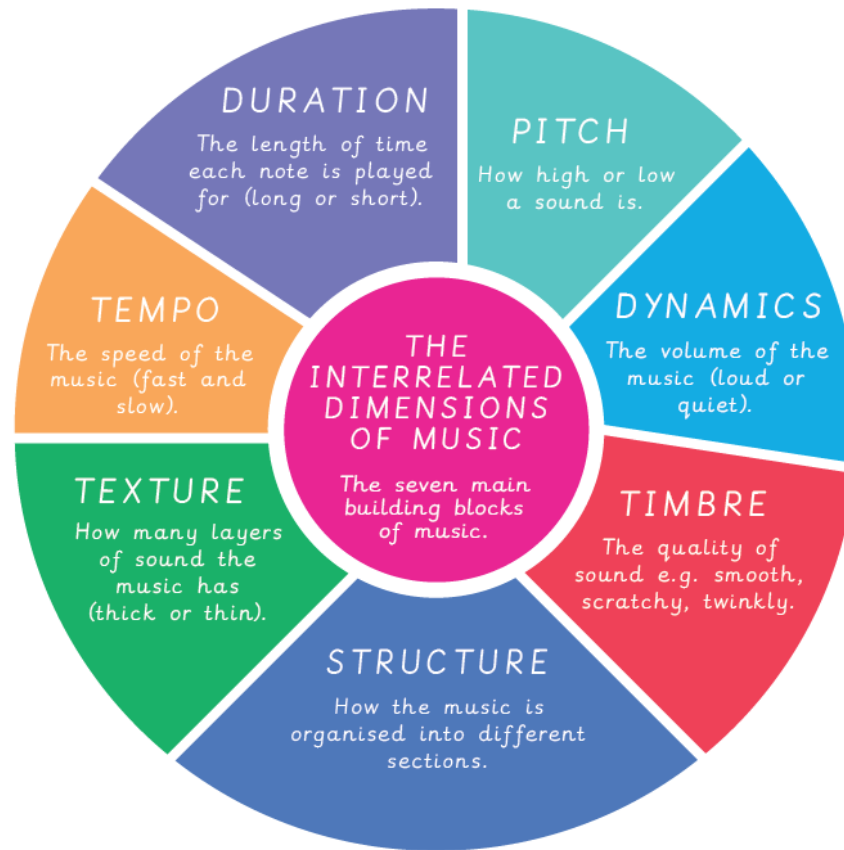 DURATION
The length of time
each note is played
for (long or short).
PITCH
How high or low
a sound is.
DYNAMICS
The volume of the
music (loud or
quiet).
TIMBRE
The quality of
sound e.g. smooth,
scratchy, twinkly.
STRUCTURE
How the music is
organised into different
sections.
TEXTURE
How many layers
of sound the
music has
(thick or thin).
TEMPO
The speed of the
music (fast and
slow).
THE
INTERRELATED
DIMENSIONS
OF MUSIC
The seven main
building blocks
of music.